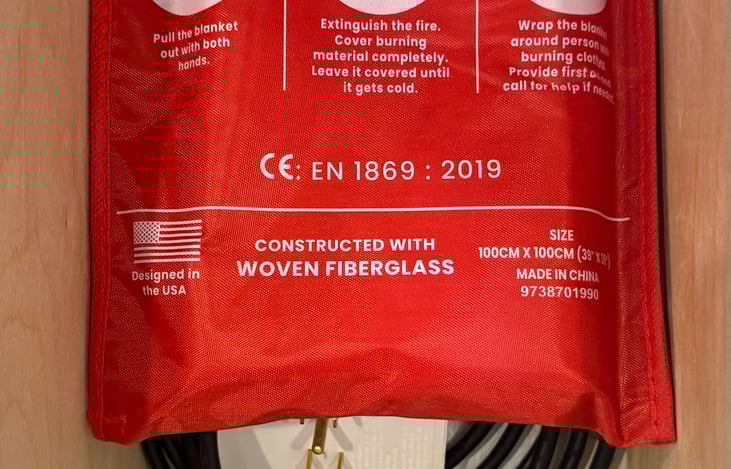 Pull the blanket
out with both
hands.
Extinguish the fire.
Cover burning
material completely.
Leave it covered until
it gets cold.
Wrap the blanket
around person with
burning clothes.
Provide first aid and
call for help if needed.
CE: EN 1869 : 2019
Designed in
the USA
CONSTRUCTED WITH
WOVEN FIBERGLASS
SIZE
100CM X 100CM (39" X 39")
MADE IN CHINA
9738701990